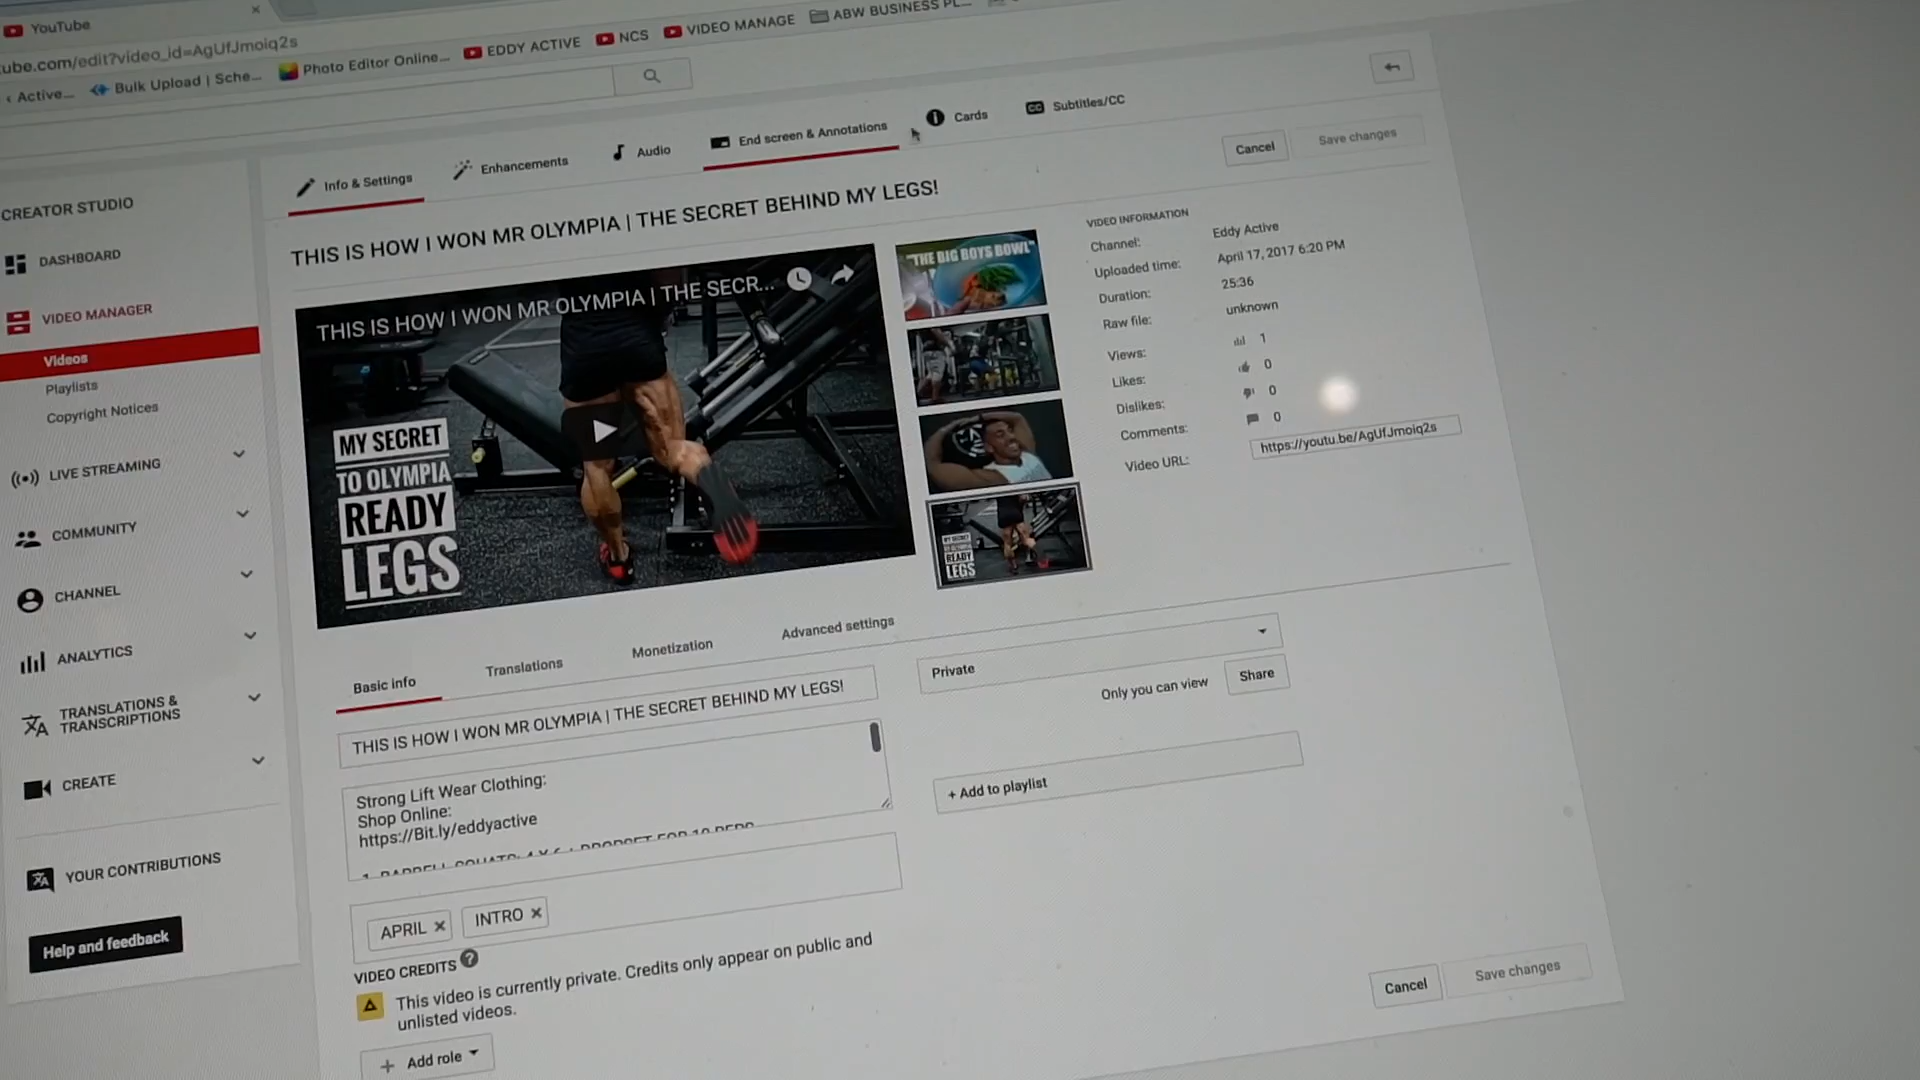 YouTube
ube.com/edit?video_id=AgUfJmoiq2s
‹ Active...
Bulk Upload | Sche...
Photo Editor Online...
EDDY ACTIVE
NCS
VIDEO MANAGE
ABW BUSINESS PL...
Info & Settings
Enhancements
Audio
End screen & Annotations
Cards
Subtitles/CC
Cancel
Save changes
CREATOR STUDIO
DASHBOARD
VIDEO MANAGER
Videos
Playlists
Copyright Notices
LIVE STREAMING
COMMUNITY
CHANNEL
ANALYTICS
TRANSLATIONS &
TRANSCRIPTIONS
CREATE
YOUR CONTRIBUTIONS
Help and feedback
THIS IS HOW I WON MR OLYMPIA | THE SECRET BEHIND MY LEGS!
THIS IS HOW I WON MR OLYMPIA | THE SECR...
MY SECRET
TO OLYMPIA
READY
LEGS
"THE BIG BOYS BOWL"
MY SECRET
TO OLYMPIA
READY
LEGS
VIDEO INFORMATION
Channel: Eddy Active
Uploaded time: April 17, 2017 6:20 PM
Duration: 25:36
Raw file: unknown
Views: 1
Likes: 0
Dislikes: 0
Comments: 0
Video URL: https://youtu.be/AgUfJmoiq2s
Basic info
Translations
Monetization
Advanced settings
THIS IS HOW I WON MR OLYMPIA | THE SECRET BEHIND MY LEGS!
Strong Lift Wear Clothing:
Shop Online:
https://Bit.ly/eddyactive
APRIL
INTRO
Private
Only you can view
Share
+ Add to playlist
VIDEO CREDITS
This video is currently private. Credits only appear on public and
unlisted videos.
+ Add role
Cancel
Save changes